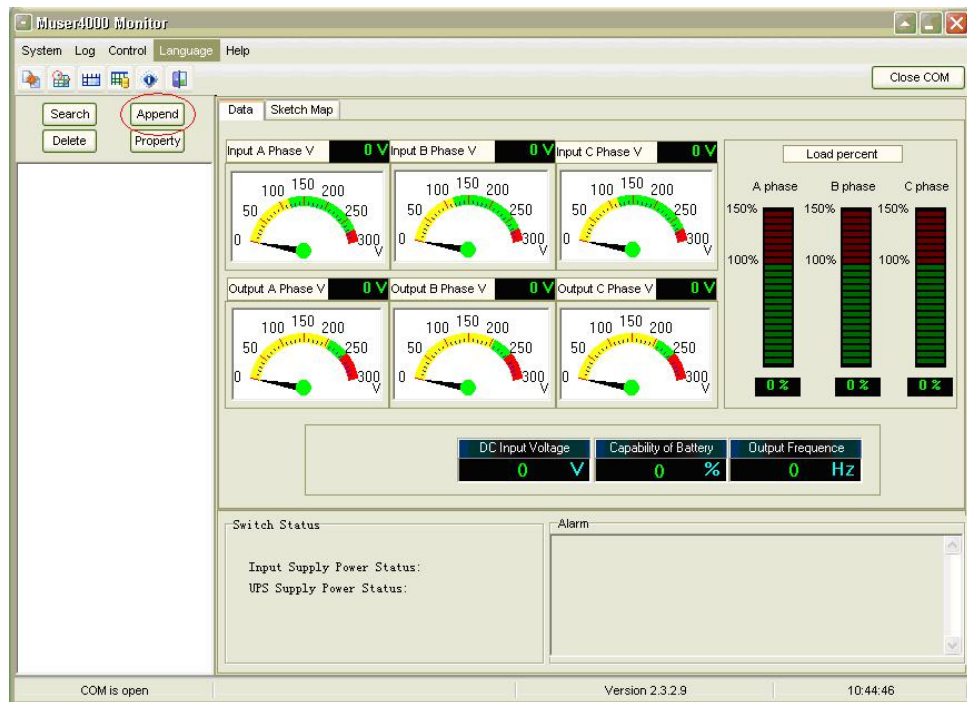 Muser4000 Monitor
System Log Control Language Help
Close COM
Search Append
Delete Property
Data Sketch Map
Input A Phase V 0 V Input B Phase V 0 V Input C Phase V 0 V
0 50 100 150 200 250 300 V
0 50 100 150 200 250 300 V
0 50 100 150 200 250 300 V
Output A Phase V 0 V Output B Phase V 0 V Output C Phase V 0 V
0 50 100 150 200 250 300 V
0 50 100 150 200 250 300 V
0 50 100 150 200 250 300 V
Load percent
A phase B phase C phase
150% 150% 150%
100% 100% 100%
0 % 0 % 0 %
DC Input Voltage Capability of Battery Output Frequence
0 V 0 % 0 Hz
Switch Status
Input Supply Power Status:
UPS Supply Power Status:
Alarm
COM is open Version 2.3.2.9 10:44:46